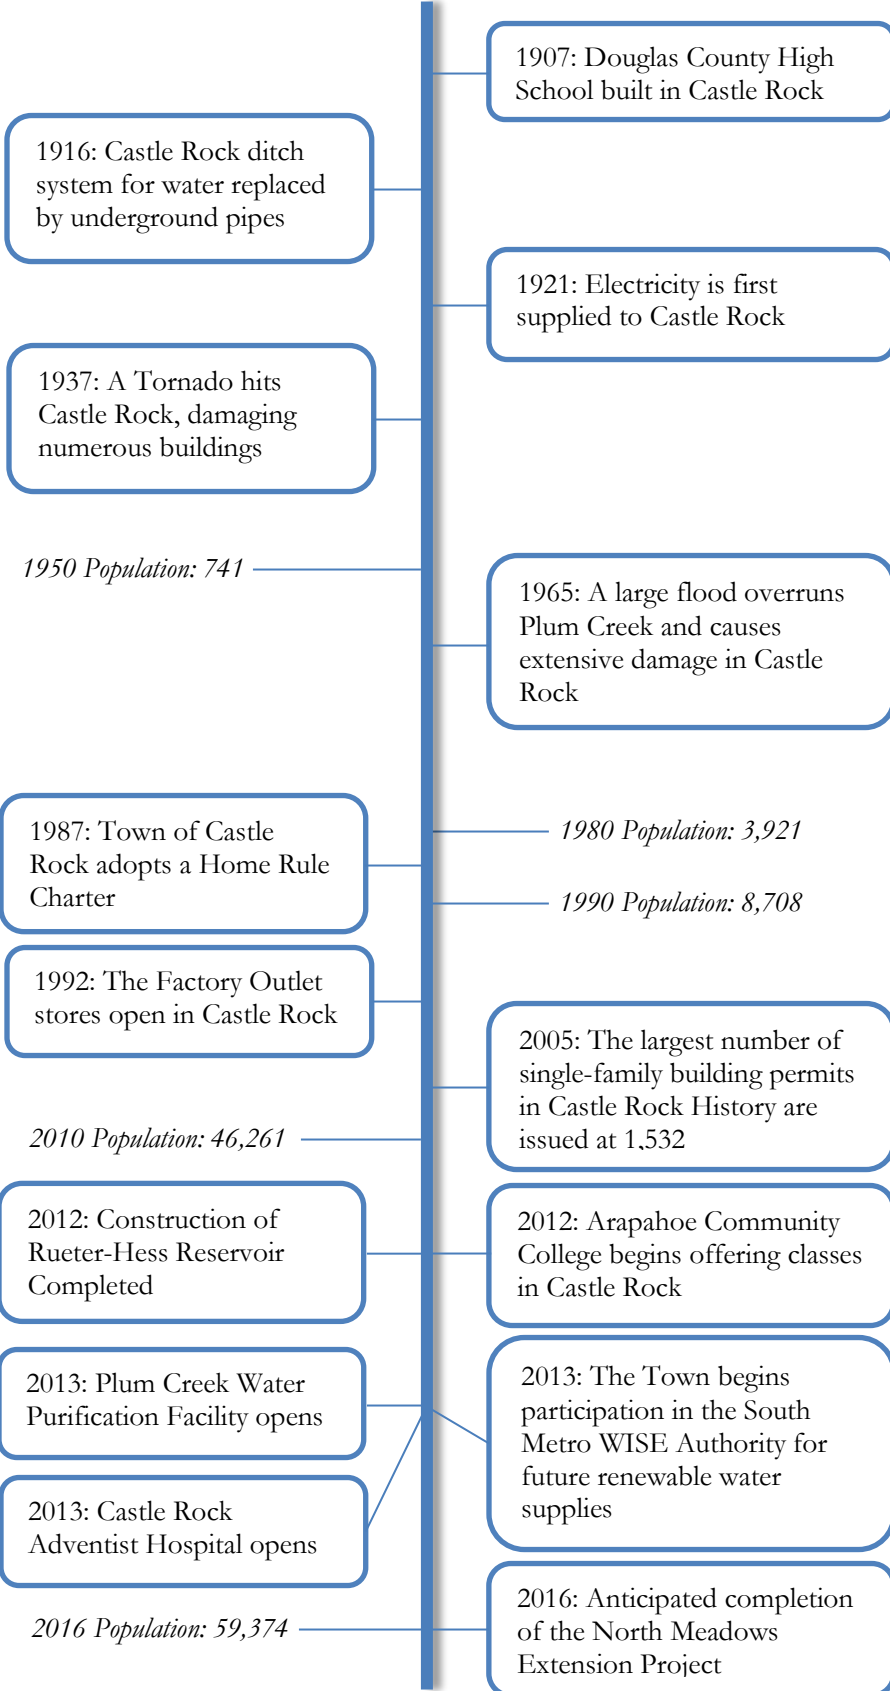 1907: Douglas County High
School built in Castle Rock
1916: Castle Rock ditch
system for water replaced
by underground pipes
1921: Electricity is first
supplied to Castle Rock
1937: A Tornado hits
Castle Rock, damaging
numerous buildings
1950 Population: 741
1965: A large flood overruns
Plum Creek and causes
extensive damage in Castle
Rock
1980 Population: 3,921
1987: Town of Castle
Rock adopts a Home Rule
Charter
1990 Population: 8,708
1992: The Factory Outlet
stores open in Castle Rock
2005: The largest number of
single-family building permits
in Castle Rock History are
issued at 1,532
2010 Population: 46,261
2012: Construction of
Rueter-Hess Reservoir
Completed
2012: Arapahoe Community
College begins offering classes
in Castle Rock
2013: Plum Creek Water
Purification Facility opens
2013: The Town begins
participation in the South
Metro WISE Authority for
future renewable water
supplies
2013: Castle Rock
Adventist Hospital opens
2016 Population: 59,374
2016: Anticipated completion
of the North Meadows
Extension Project